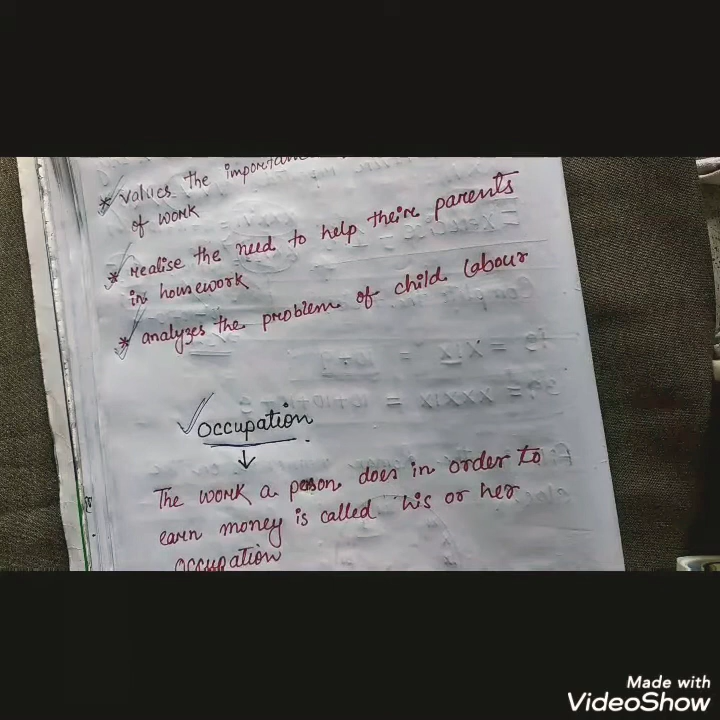 * values the
of work
* realise the need to help their parents
in housework
* analyzes the problem of child labour
Occupation
The work a person does in order to
earn money is called his or her
occupation
Made with
VideoShow